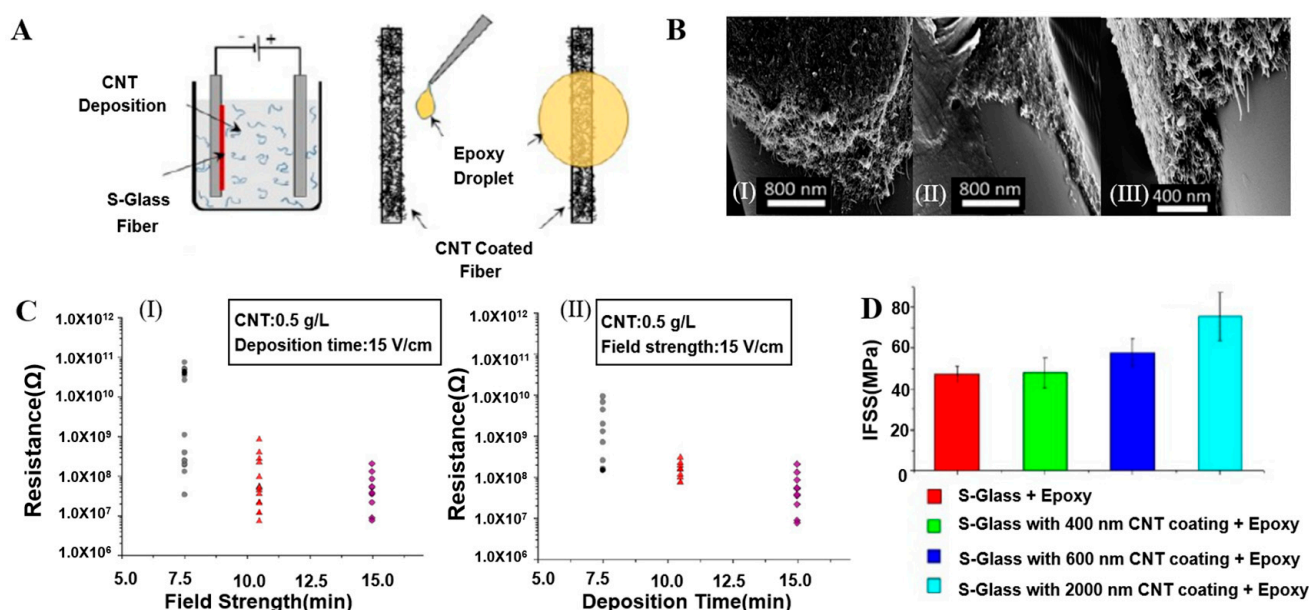 A
CNT
Deposition
S-Glass
Fiber
- +
Epoxy
Droplet
CNT Coated
Fiber
B
(I)
800 nm
(II)
800 nm
(III)
400 nm
C
(I)
CNT:0.5 g/L
Deposition time:15 V/cm
Resistance(Ω)
1.0X10¹²
1.0X10¹¹
1.0X10¹⁰
1.0X10⁹
1.0X10⁸
1.0X10⁷
1.0X10⁶
5.0 7.5 10.0 12.5 15.0
Field Strength(min)
(II)
CNT:0.5 g/L
Field strength:15 V/cm
Resistance(Ω)
1.0X10¹²
1.0X10¹¹
1.0X10¹⁰
1.0X10⁹
1.0X10⁸
1.0X10⁷
1.0X10⁶
5.0 7.5 10.0 12.5 15.0
Deposition Time(min)
D
IFSS(MPa)
80
60
40
20
0
S-Glass + Epoxy
S-Glass with 400 nm CNT coating + Epoxy
S-Glass with 600 nm CNT coating + Epoxy
S-Glass with 2000 nm CNT coating + Epoxy